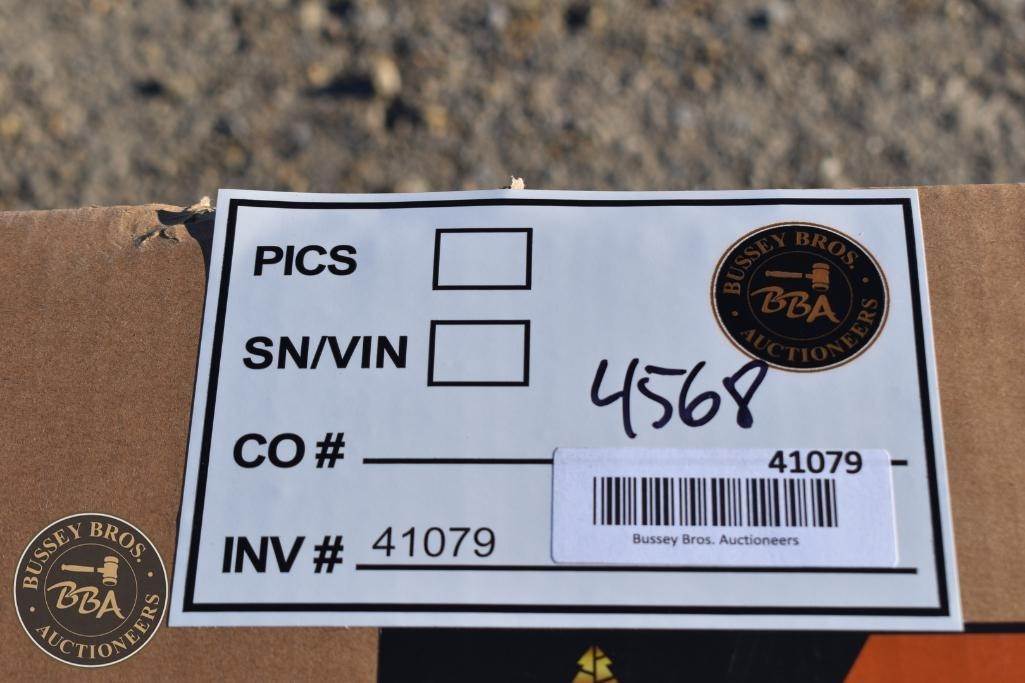 PICS
BUSSEY BROS.
BBA
AUCTIONEERS
SN/VIN
4568
CO #
41079
Bussey Bros. Auctioneers
INV # 41079
BUSSEY BROS.
BBA
AUCTIONEERS